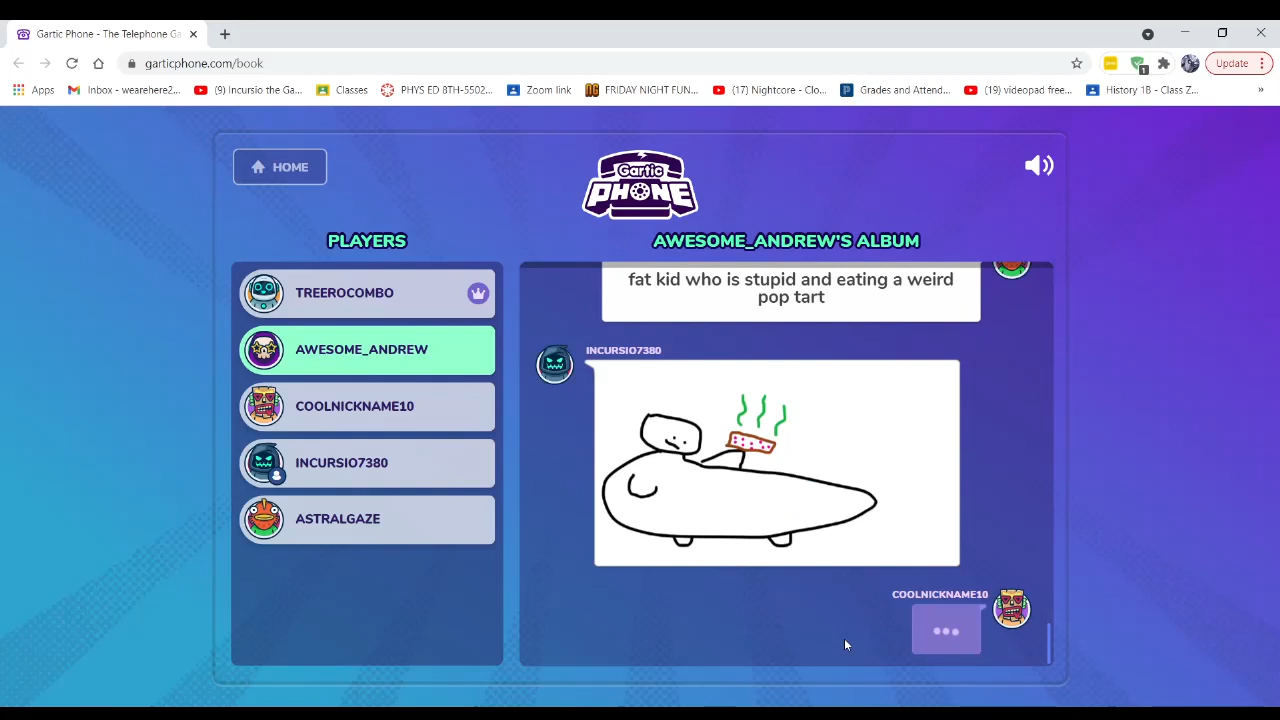 Gartic Phone - The Telephone Ga
garticphone.com/book
Update
Apps
Inbox - wearehere2...
(9) Incursio the Ga...
Classes
PHYS ED 8TH-5502...
Zoom link
FRIDAY NIGHT FUN...
(17) Nightcore - Clo...
Grades and Attend...
(19) videopad free...
History 1B - Class Z...
»
HOME
Gartic
PHONE
PLAYERS
AWESOME_ANDREW'S ALBUM
TREEROCOMBO
AWESOME_ANDREW
COOLNICKNAME10
INCURSIO7380
ASTRALGAZE
fat kid who is stupid and eating a weird
pop tart
INCURSIO7380
COOLNICKNAME10